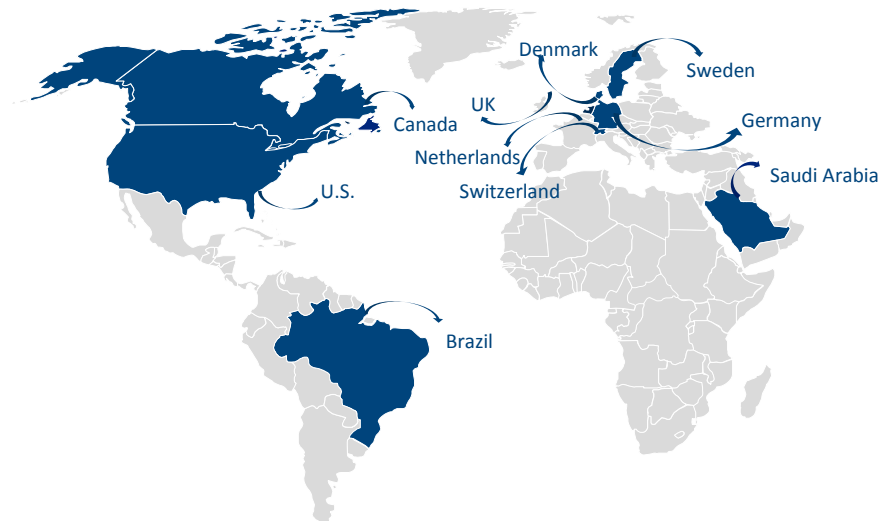 Denmark
Sweden
UK
Canada
Germany
Netherlands
Saudi Arabia
Switzerland
U.S.
Brazil